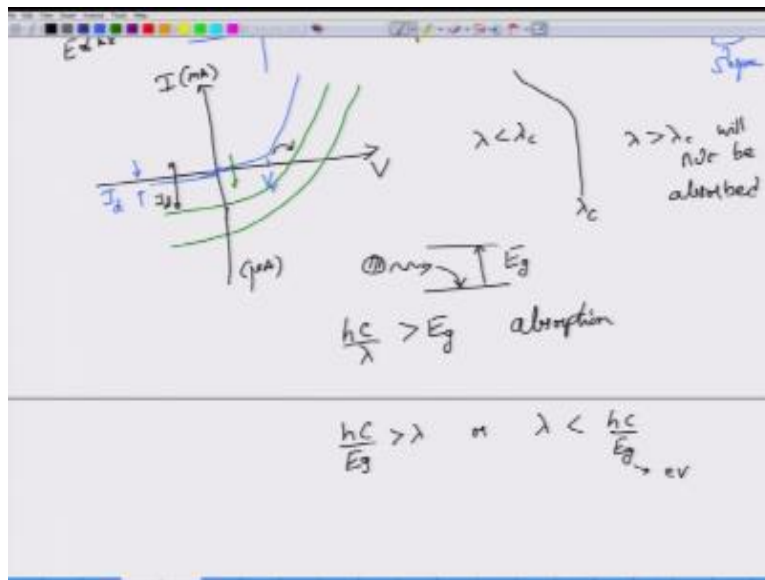 I (mA)
slope
λ < λc
λ > λc will
not be
absorbed
V
Id
λc
(μA)
Eg
hc/λ > Eg absorption
hc/Eg > λ or λ < hc/Eg
→ ev